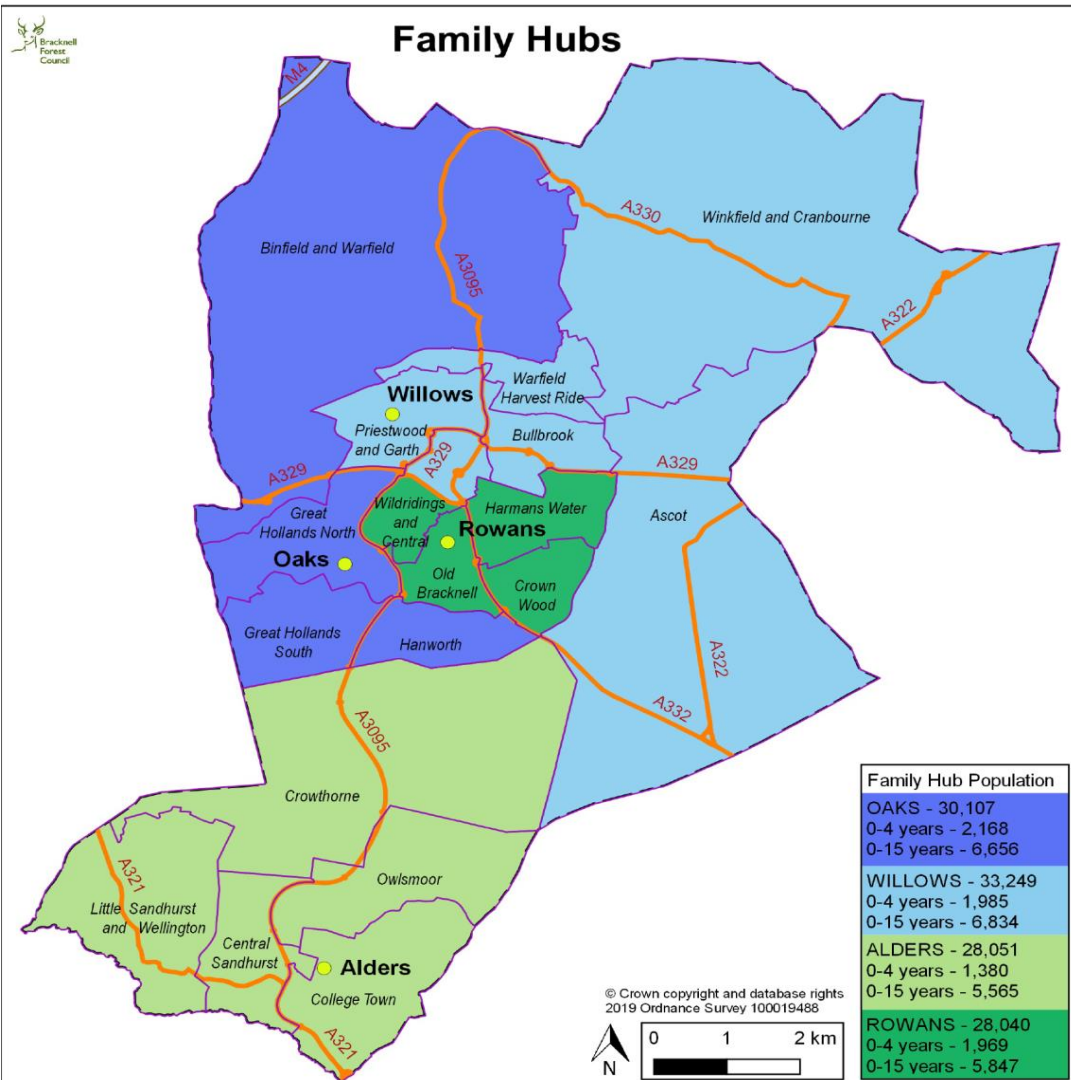 Bracknell
Forest
Council
Family Hubs
M4
Binfield and Warfield
A3095
A330
Winkfield and Cranbourne
A322
Willows
Warfield
Harvest Ride
Priestwood
and Garth
A329
Bullbrook
A329
A329
Great
Hollands North
Wildridings
and
Central
Harmans Water
Rowans
Ascot
Oaks
Old
Bracknell
Crown
Wood
Great Hollands
South
Hanworth
A322
A332
A3095
Crowthorne
A321
Owlsmoor
Little Sandhurst
and Wellington
Central
Sandhurst
Alders
College Town
A321
Family Hub Population
OAKS - 30,107
0-4 years - 2,168
0-15 years - 6,656
WILLOWS - 33,249
0-4 years - 1,985
0-15 years - 6,834
ALDERS - 28,051
0-4 years - 1,380
0-15 years - 5,565
ROWANS - 28,040
0-4 years - 1,969
0-15 years - 5,847
© Crown copyright and database rights
2019 Ordnance Survey 100019488
N
0 1 2 km